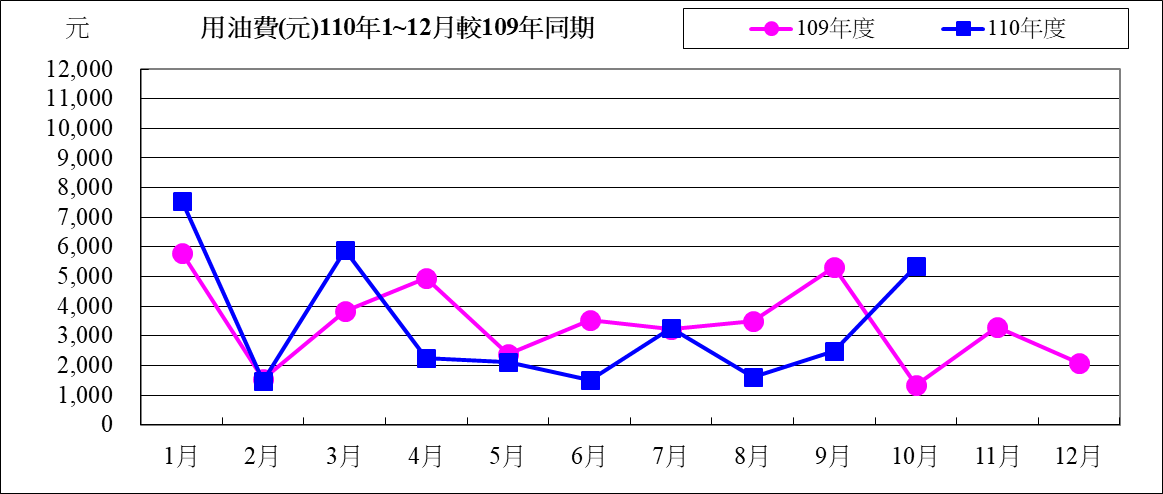 元
用油費(元)110年1~12月較109年同期
109年度
110年度
12,000
11,000
10,000
9,000
8,000
7,000
6,000
5,000
4,000
3,000
2,000
1,000
0
1月
2月
3月
4月
5月
6月
7月
8月
9月
10月
11月
12月